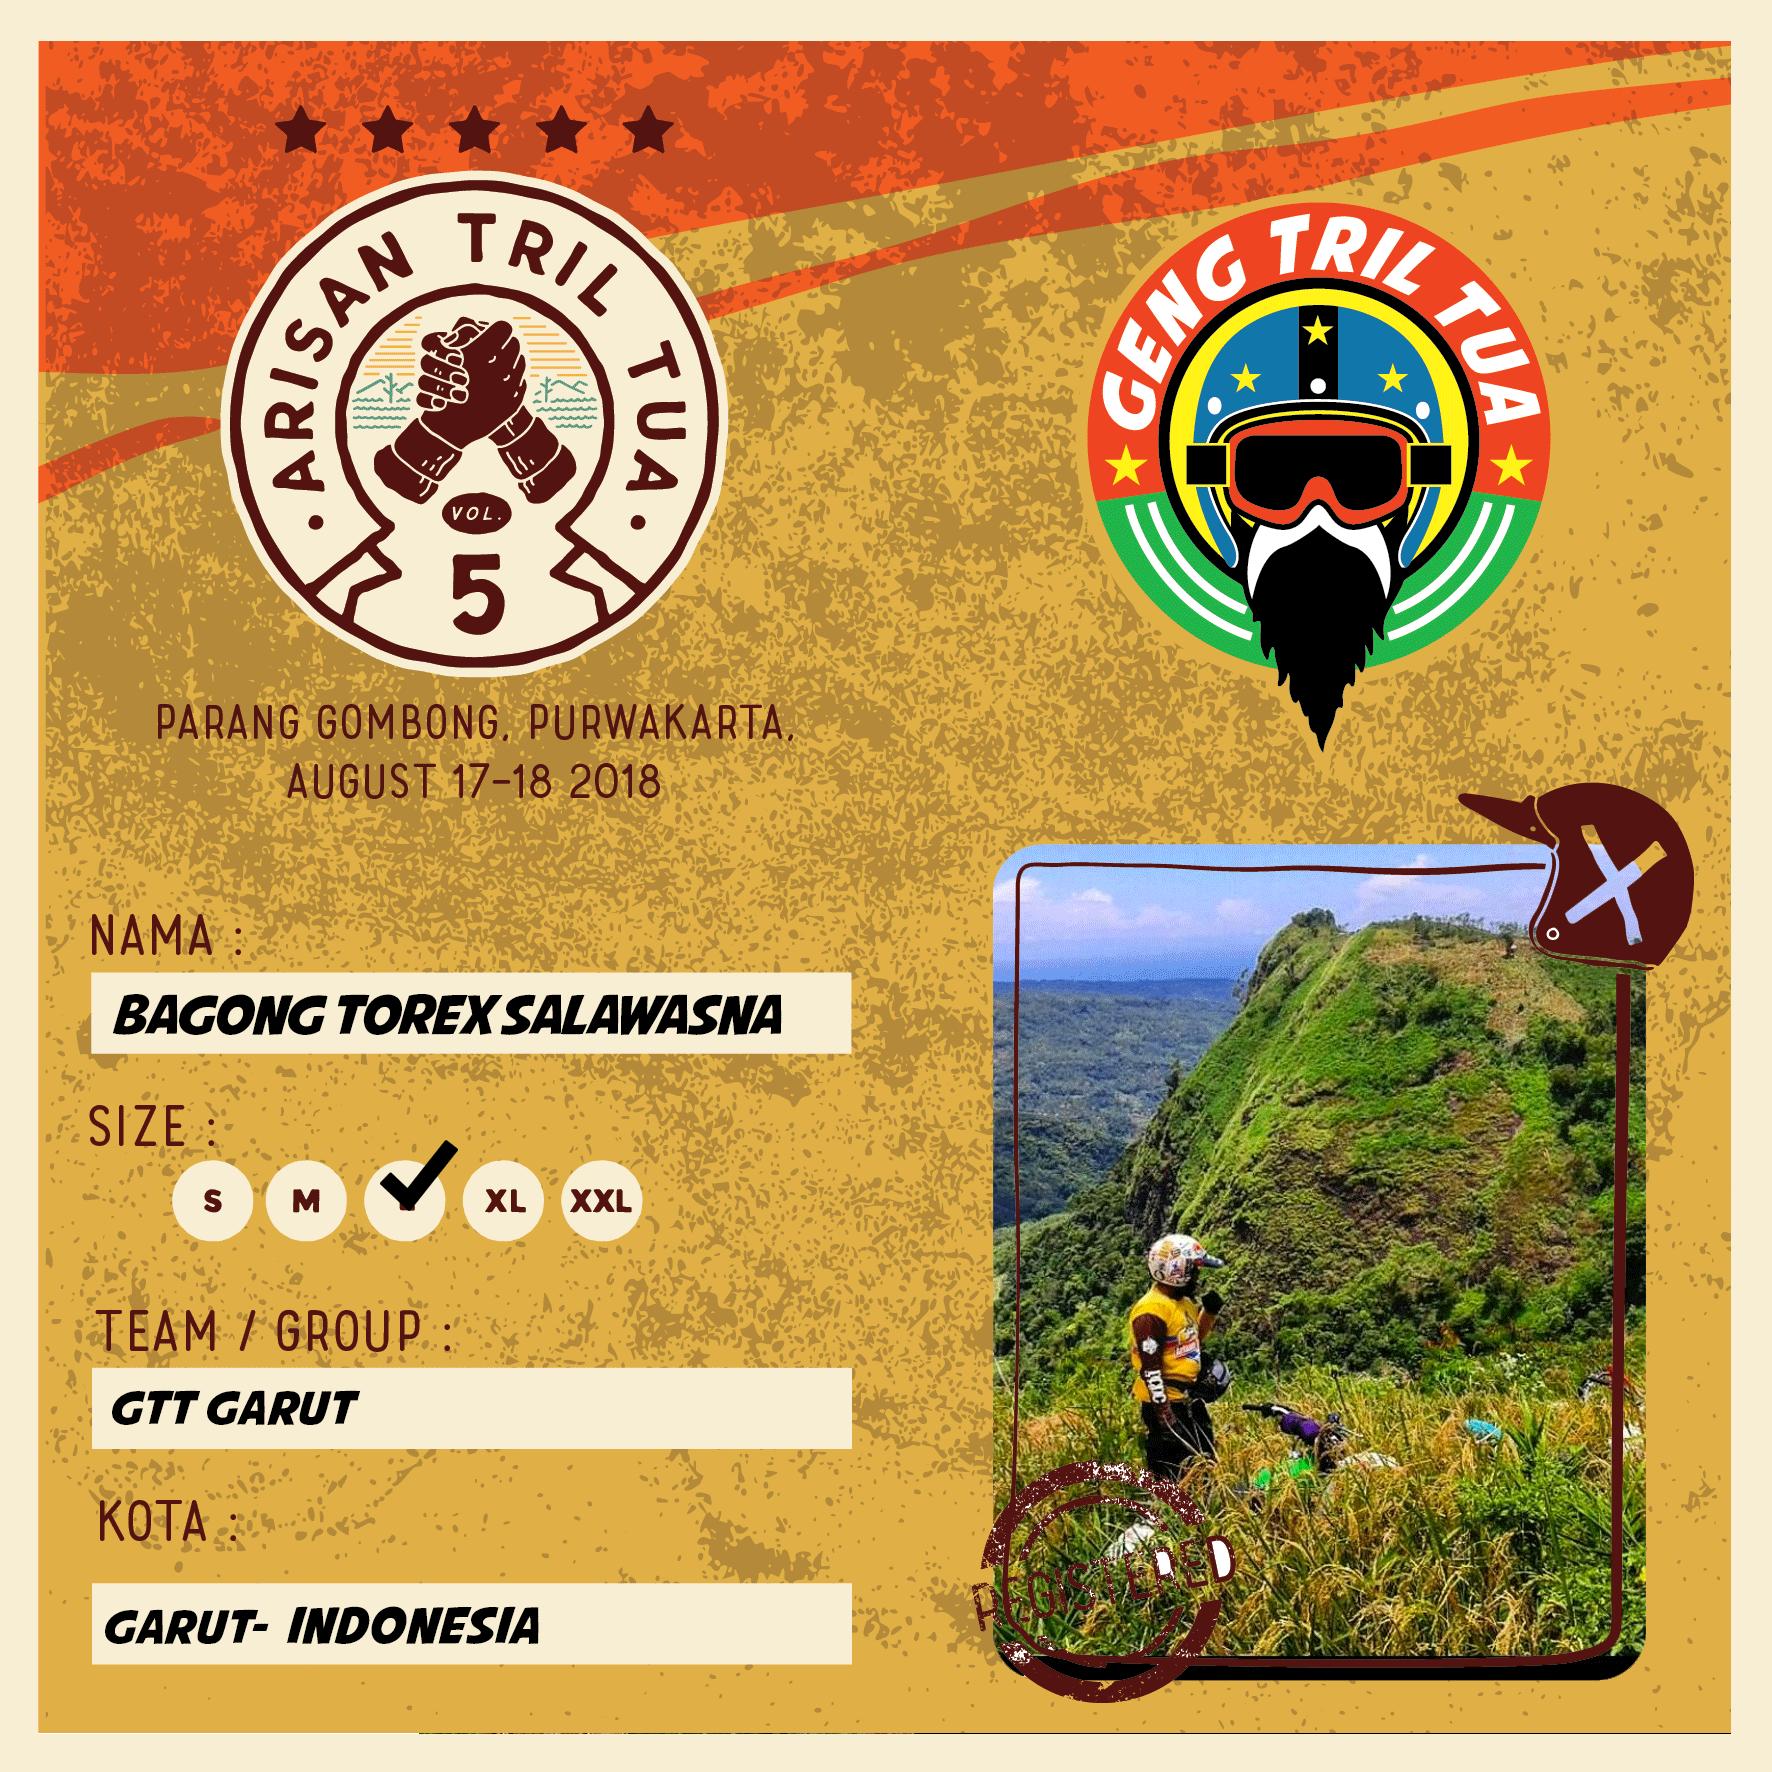 ARISAN TRIL TUA
VOL.
5
PARANG GOMBONG, PURWAKARTA,
AUGUST 17-18 2018
GENG TRIL TUA
NAMA :
BAGONG TOREX SALAWASNA
SIZE :
S M XL XXL
TEAM / GROUP :
GTT GARUT
KOTA :
GARUT- INDONESIA
REGISTERED